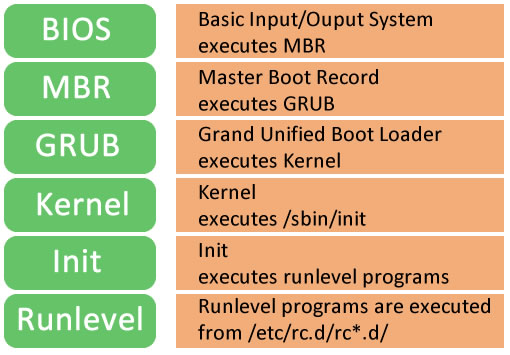 BIOS
Basic Input/Ouput System
executes MBR
MBR
Master Boot Record
executes GRUB
GRUB
Grand Unified Boot Loader
executes Kernel
Kernel
Kernel
executes /sbin/init
Init
Init
executes runlevel programs
Runlevel
Runlevel programs are executed
from /etc/rc.d/rc*.d/